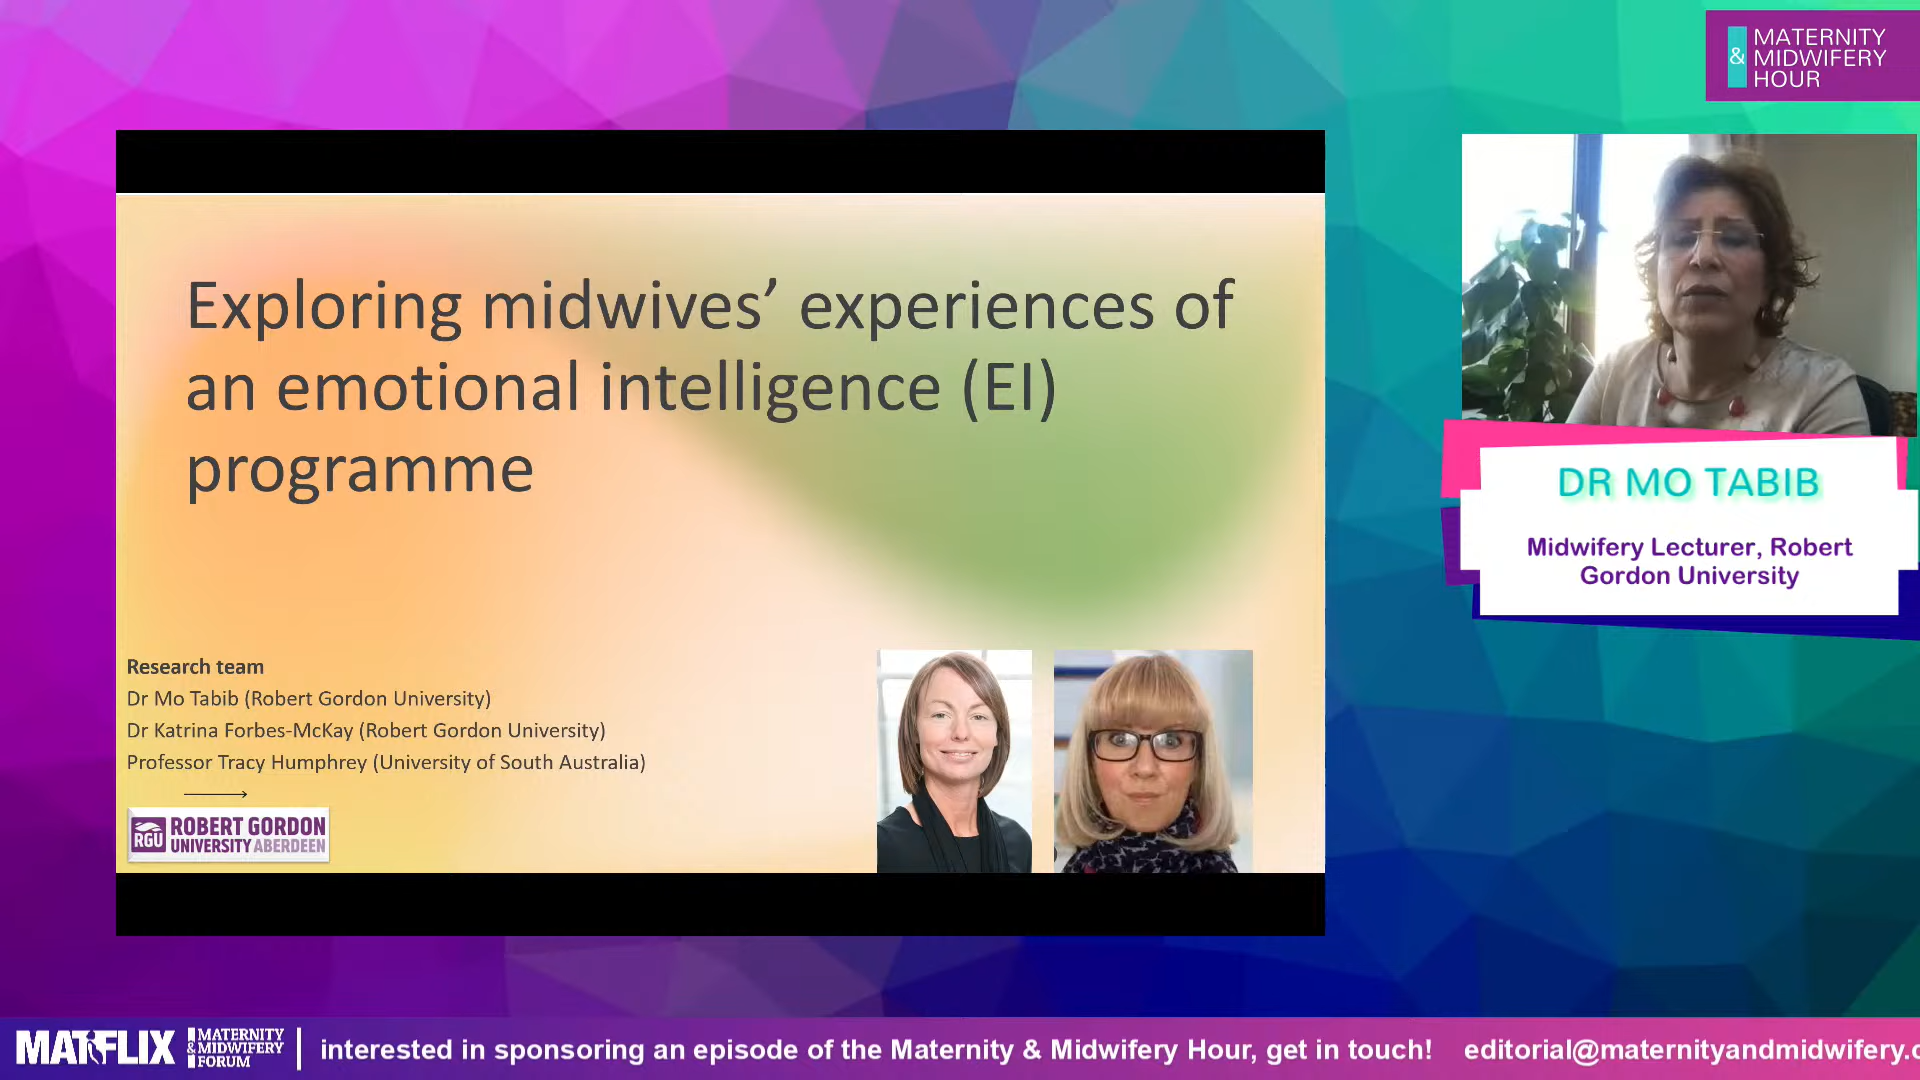 &
MATERNITY
MIDWIFERY
HOUR
Exploring midwives’ experiences of
an emotional intelligence (EI)
programme
Research team
Dr Mo Tabib (Robert Gordon University)
Dr Katrina Forbes-McKay (Robert Gordon University)
Professor Tracy Humphrey (University of South Australia)
RGU
ROBERT GORDON
UNIVERSITY ABERDEEN
DR MO TABIB
Midwifery Lecturer, Robert
Gordon University
MATFLIX
MATERNITY
& MIDWIFERY
FORUM
interested in sponsoring an episode of the Maternity & Midwifery Hour, get in touch! editorial@maternityandmidwifery.c